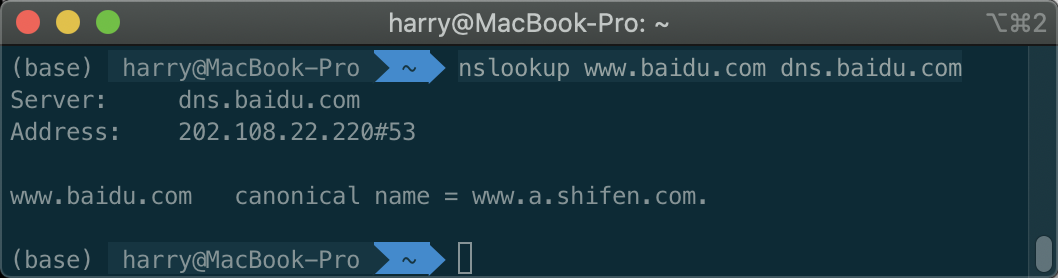 harry@MacBook-Pro: ~ ⌥⌘2
(base) harry@MacBook-Pro ~ nslookup www.baidu.com dns.baidu.com
Server: dns.baidu.com
Address: 202.108.22.220#53
www.baidu.com canonical name = www.a.shifen.com.
(base) harry@MacBook-Pro ~